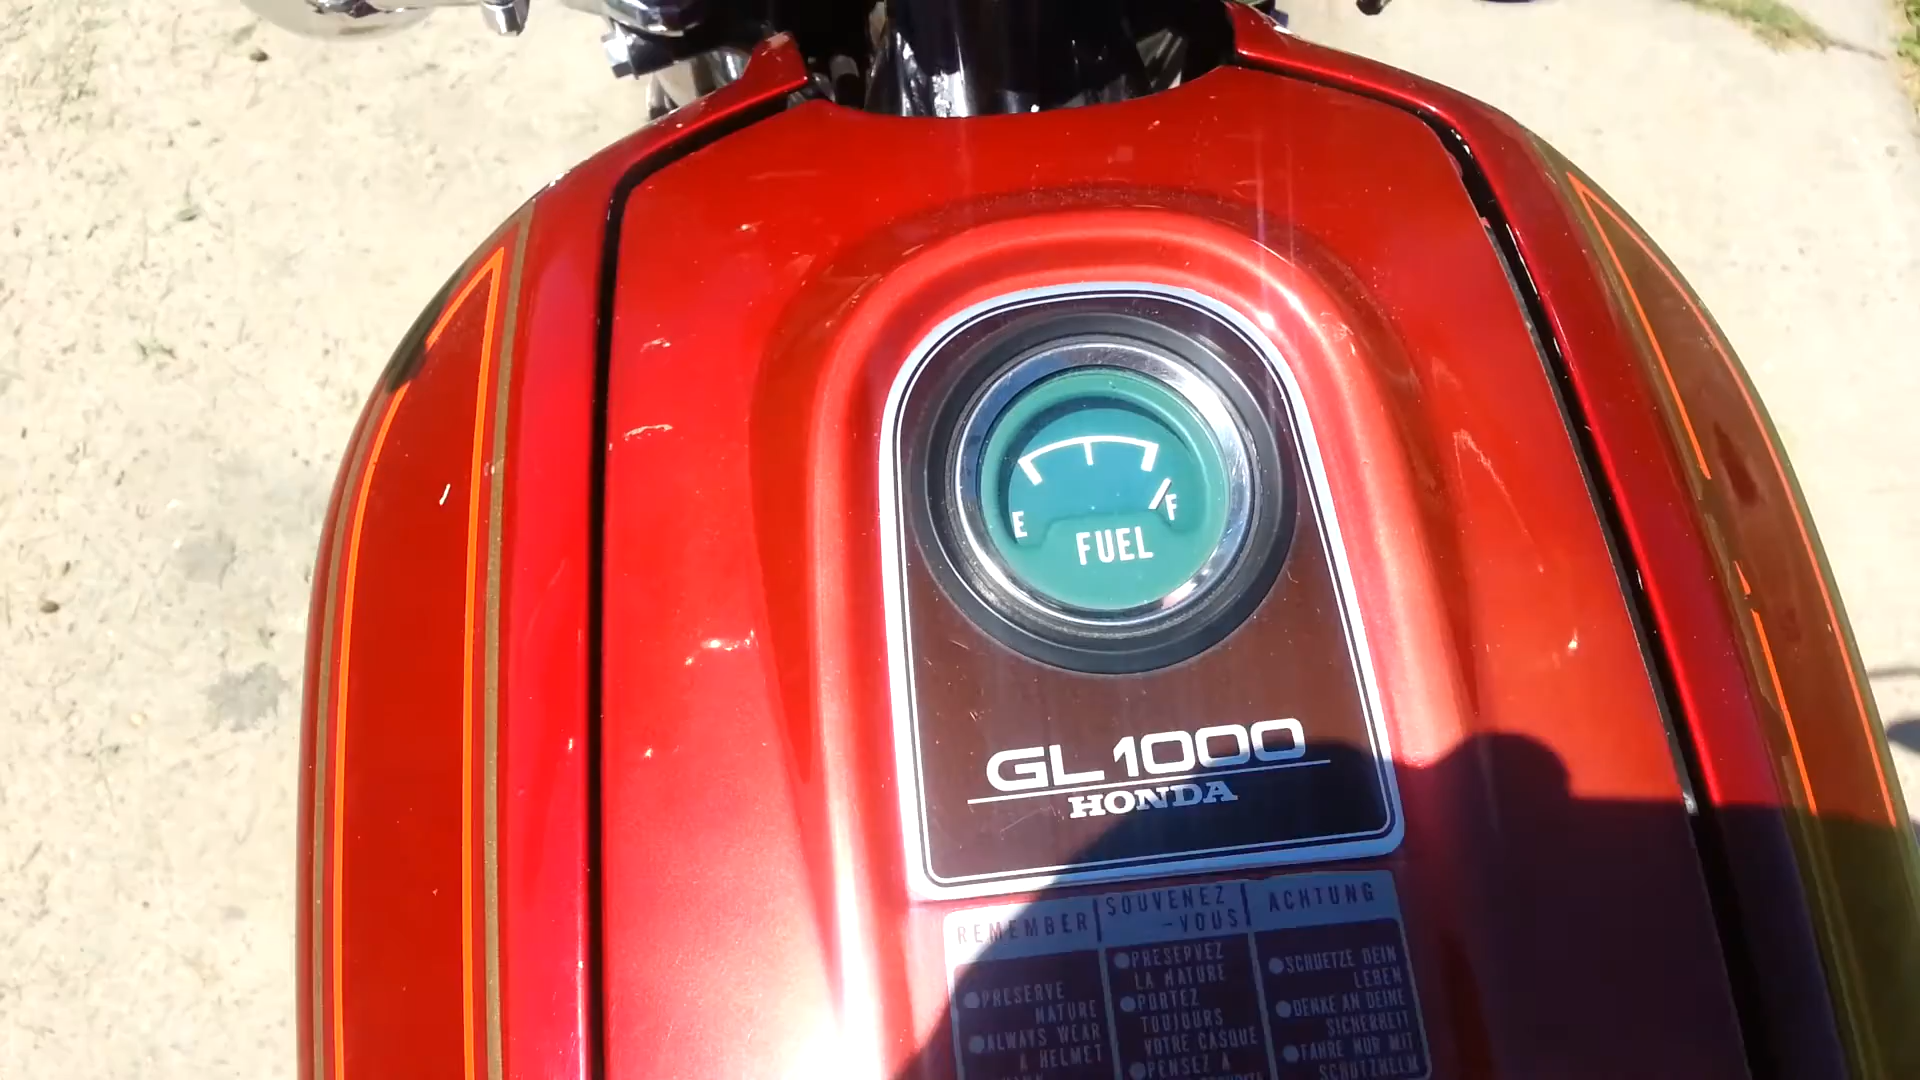 E
F
FUEL
GL1000
HONDA
REMEMBER
●PRESERVE
NATURE
●ALWAYS WEAR
A HELMET
SOUVENEZ
-VOUS
●PRESERVEZ
LA NATURE
●PORTEZ
TOUJOURS
VOTRE CASQUE
●PENSEZ A
ACHTUNG
●SCHUETZE DEIN
LEBEN
●DENKE AN DEINE
SICHERHEIT
●FAHRE NUR MIT
SCHUTZHELM